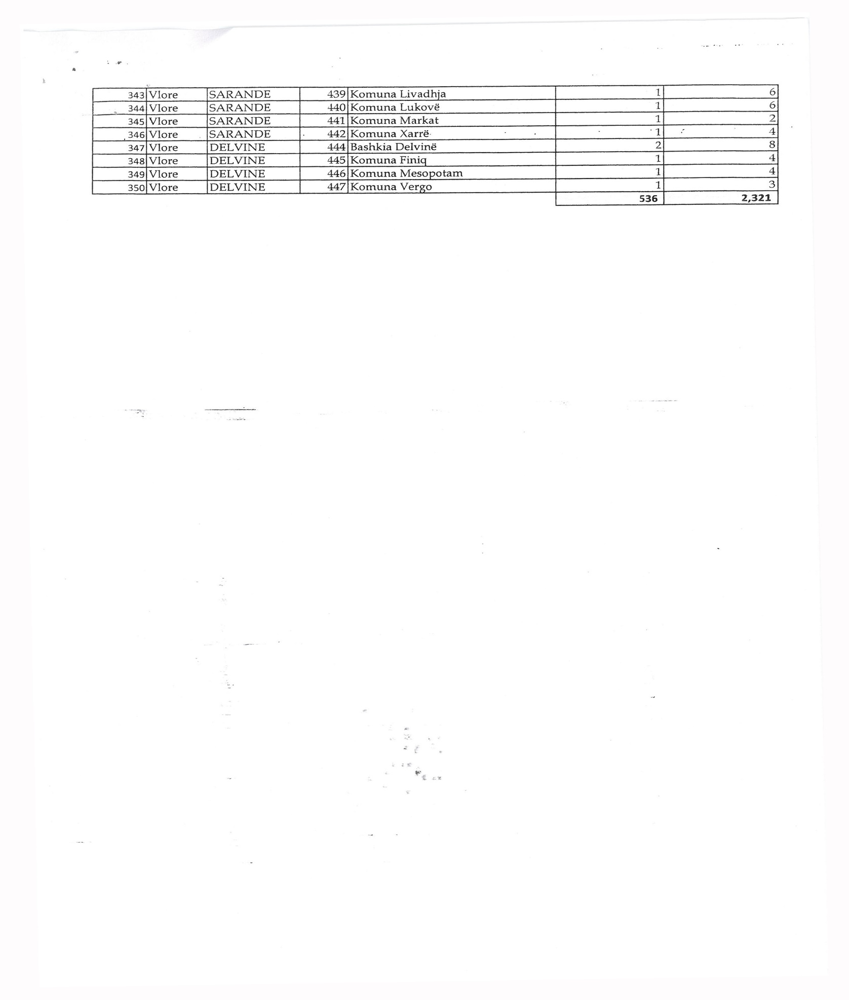 343 Vlore SARANDE 439 Komuna Livadhja 1 6
344 Vlore SARANDE 440 Komuna Lukovë 1 6
345 Vlore SARANDE 441 Komuna Markat 1 2
346 Vlore SARANDE 442 Komuna Xarrë 1 4
347 Vlore DELVINE 444 Bashkia Delvinë 2 8
348 Vlore DELVINE 445 Komuna Finiq 1 4
349 Vlore DELVINE 446 Komuna Mesopotam 1 4
350 Vlore DELVINE 447 Komuna Vergo 1 3
536 2,321